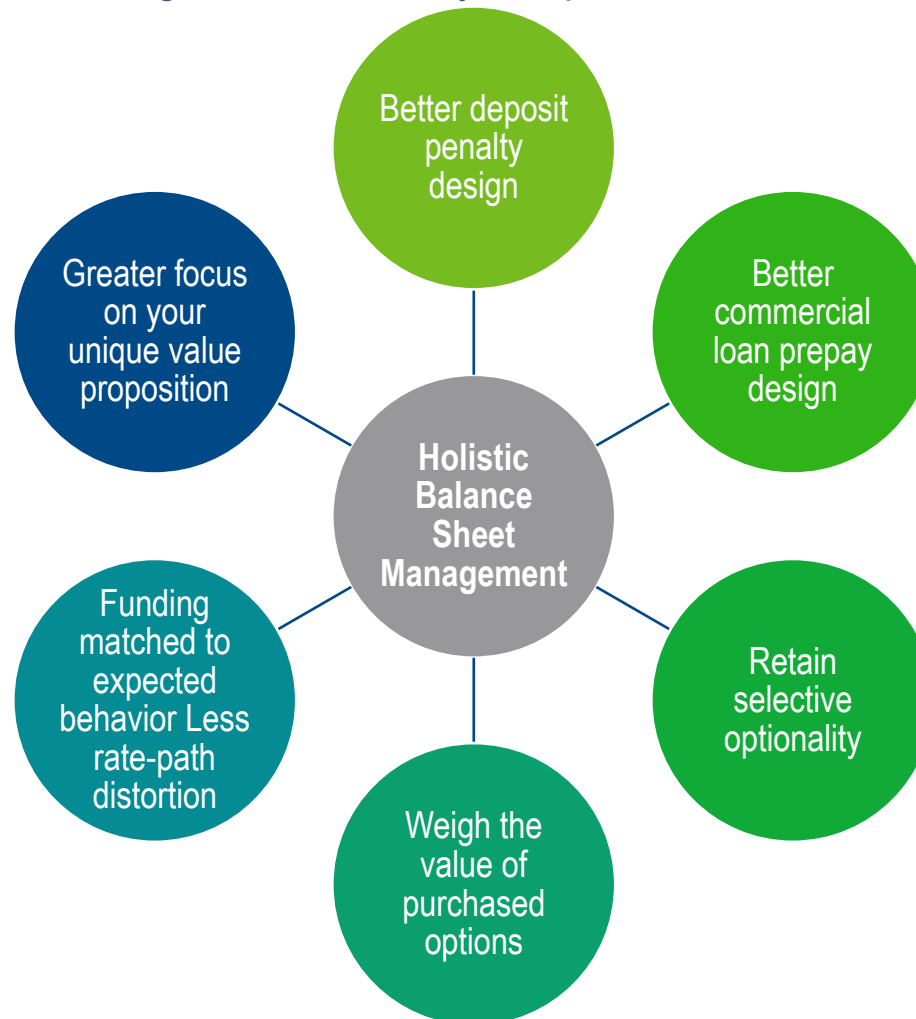 Better deposit
penalty
design
Greater focus
on your
unique value
proposition
Better
commercial
loan prepay
design
Holistic
Balance
Sheet
Management
Funding
matched to
expected
behavior Less
rate-path
distortion
Retain
selective
optionality
Weigh the
value of
purchased
options